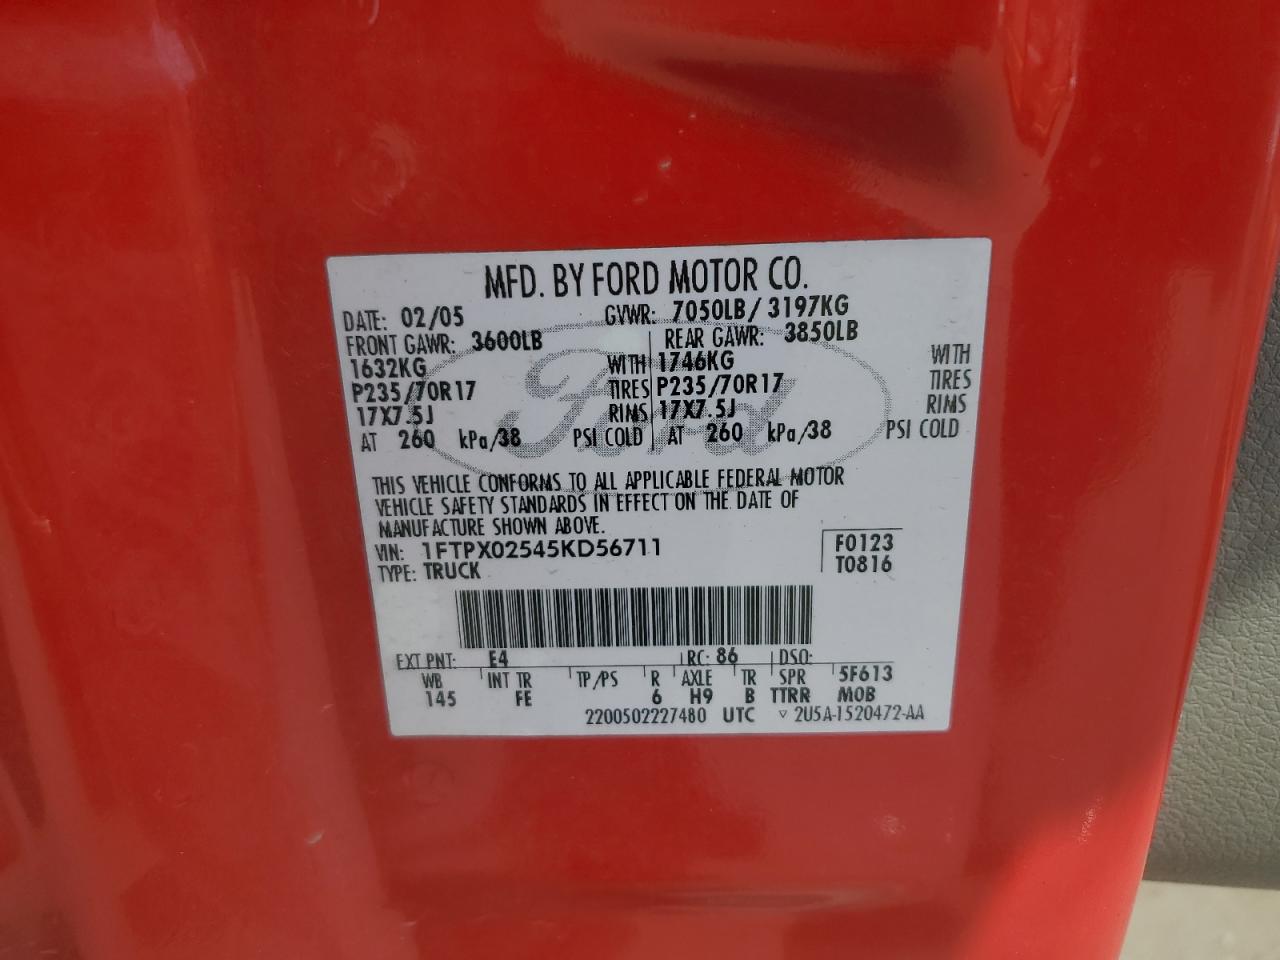 MFD. BY FORD MOTOR CO.
DATE: 02/05 GVWR: 7050LB / 3197KG
FRONT GAWR: 3600LB REAR GAWR: 3850LB
1632KG WITH 1746KG WITH
P235/70R17 TIRES P235/70R17 TIRES
17X7.5J RIMS 17X7.5J RIMS
AT 260 kPa/38 PSI COLD AT 260 kPa/38 PSI COLD
Ford
THIS VEHICLE CONFORMS TO ALL APPLICABLE FEDERAL MOTOR
VEHICLE SAFETY STANDARDS IN EFFECT ON THE DATE OF
MANUFACTURE SHOWN ABOVE.
VIN: 1FTPX02545KD56711 F0123
TYPE: TRUCK T0816
EXT PNT: E4 RC: 86 DSO:
WB INT TR TP/PS R AXLE TR SPR 5F613
145 FE 6 H9 B TTRR MOB
2200502227480 UTC ▽ 2U5A-1520472-AA